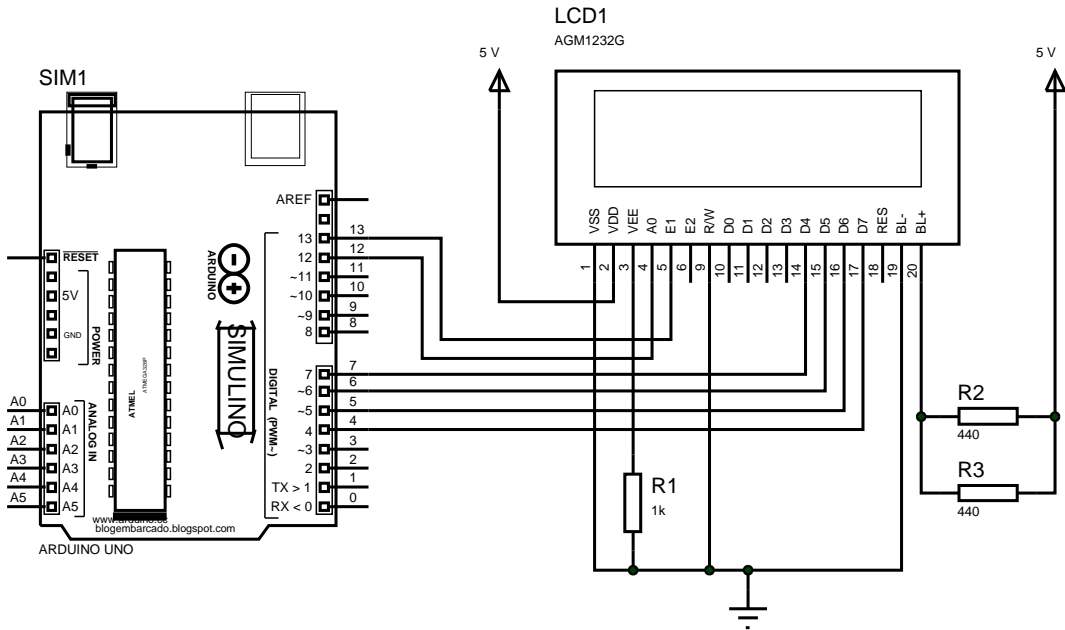 LCD1
AGM1232G
5 V
5 V
SIM1
AREF
13
12
~11
~10
~9
8
13
12
11
10
9
8
RESET
5V
GND
POWER
ARDUINO
ATMEL
ATMEGA328P
SIMULINO
DIGITAL (PWM~)
7
~6
~5
4
~3
2
TX > 1
RX < 0
7
6
5
4
3
2
1
0
A0
A1
A2
A3
A4
A5
A0
A1
A2
A3
A4
A5
ANALOG IN
www.arduino.cc
blogembarcado.blogspot.com
ARDUINO UNO
VSS
VDD
VEE
A0
E1
E2
R/W
D0
D1
D2
D3
D4
D5
D6
D7
RES
BL-
BL+
1
2
3
4
5
6
9
10
11
12
13
14
15
16
17
18
19
20
R1
1k
R2
440
R3
440